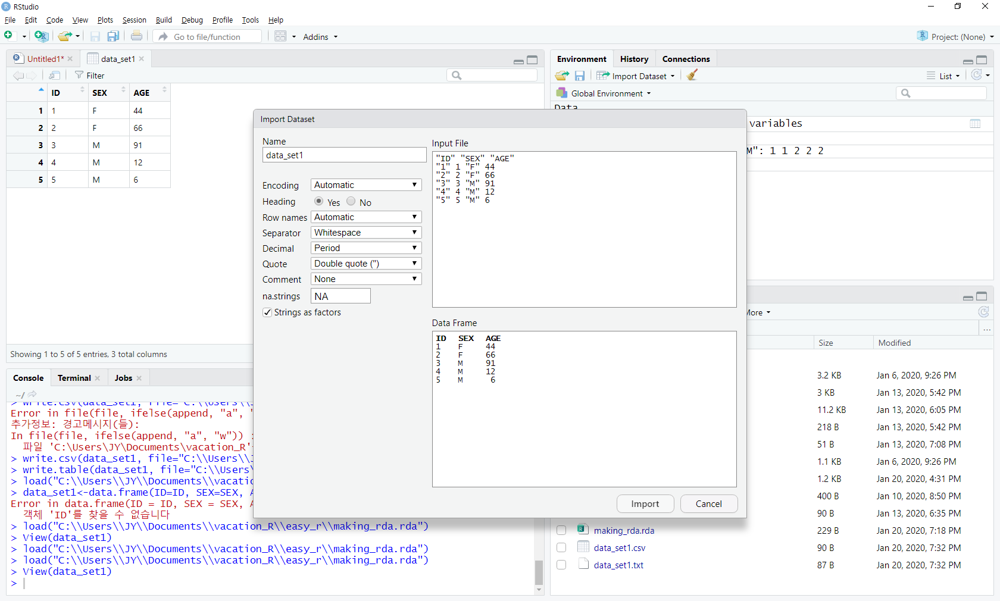 RStudio
File Edit Code View Plots Session Build Debug Profile Tools Help
Go to file/function
Addins
Project: (None)
Untitled1*
data_set1
Filter
ID SEX AGE
1 1 F 44
2 2 F 66
3 3 M 91
4 4 M 12
5 5 M 6
Showing 1 to 5 of 5 entries, 3 total columns
Environment History Connections
Import Dataset
List
Global Environment
Data
variables
M": 1 1 2 2 2
Import Dataset
Name
data_set1
Encoding Automatic
Heading Yes No
Row names Automatic
Separator Whitespace
Decimal Period
Quote Double quote (")
Comment None
na.strings NA
Strings as factors
Input File
"ID" "SEX" "AGE"
"1" 1 "F" 44
"2" 2 "F" 66
"3" 3 "M" 91
"4" 4 "M" 12
"5" 5 "M" 6
Data Frame
ID SEX AGE
1 F 44
2 F 66
3 M 91
4 M 12
5 M 6
Import Cancel
Console Terminal Jobs
~/
> write.csv(data_set1, file="C:\\Users\\
Error in file(file, ifelse(append, "a", "
추가정보: 경고메시지(들):
In file(file, ifelse(append, "a", "w")) :
파일 'C:\Users\JY\Documents\vacation_R'
> write.csv(data_set1, file="C:\\Users\\
> write.table(data_set1, file="C:\\Users\
> load("C:\\Users\\JY\\Documents\\vacatio
> data_set1<-data.frame(ID=ID, SEX=SEX, A
Error in data.frame(ID = ID, SEX = SEX, A
객체 'ID'를 찾을 수 없습니다
> load("C:\\Users\\JY\\Documents\\vacation_R\\easy_r\\making_rda.rda")
> View(data_set1)
> load("C:\\Users\\JY\\Documents\\vacation_R\\easy_r\\making_rda.rda")
> load("C:\\Users\\JY\\Documents\\vacation_R\\easy_r\\making_rda.rda")
> View(data_set1)
>
More
...
Size Modified
3.2 KB Jan 6, 2020, 9:26 PM
3 KB Jan 13, 2020, 5:42 PM
11.2 KB Jan 13, 2020, 6:05 PM
218 B Jan 13, 2020, 5:42 PM
51 B Jan 13, 2020, 7:08 PM
1.1 KB Jan 6, 2020, 9:26 PM
1.2 KB Jan 20, 2020, 4:31 PM
400 B Jan 10, 2020, 8:50 PM
90 B Jan 13, 2020, 6:35 PM
making_rda.rda 229 B Jan 20, 2020, 7:18 PM
data_set1.csv 90 B Jan 20, 2020, 7:32 PM
data_set1.txt 87 B Jan 20, 2020, 7:32 PM